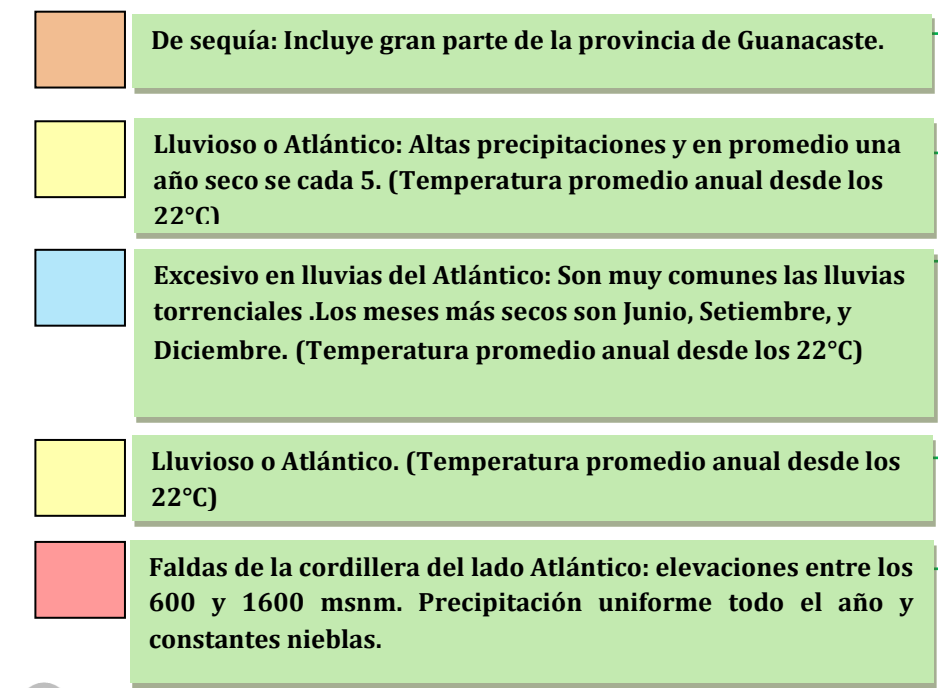 De sequía: Incluye gran parte de la provincia de Guanacaste.
Lluvioso o Atlántico: Altas precipitaciones y en promedio una
año seco se cada 5. (Temperatura promedio anual desde los
22°C)
Excesivo en lluvias del Atlántico: Son muy comunes las lluvias
torrenciales .Los meses más secos son Junio, Setiembre, y
Diciembre. (Temperatura promedio anual desde los 22°C)
Lluvioso o Atlántico. (Temperatura promedio anual desde los
22°C)
Faldas de la cordillera del lado Atlántico: elevaciones entre los
600 y 1600 msnm. Precipitación uniforme todo el año y
constantes nieblas.